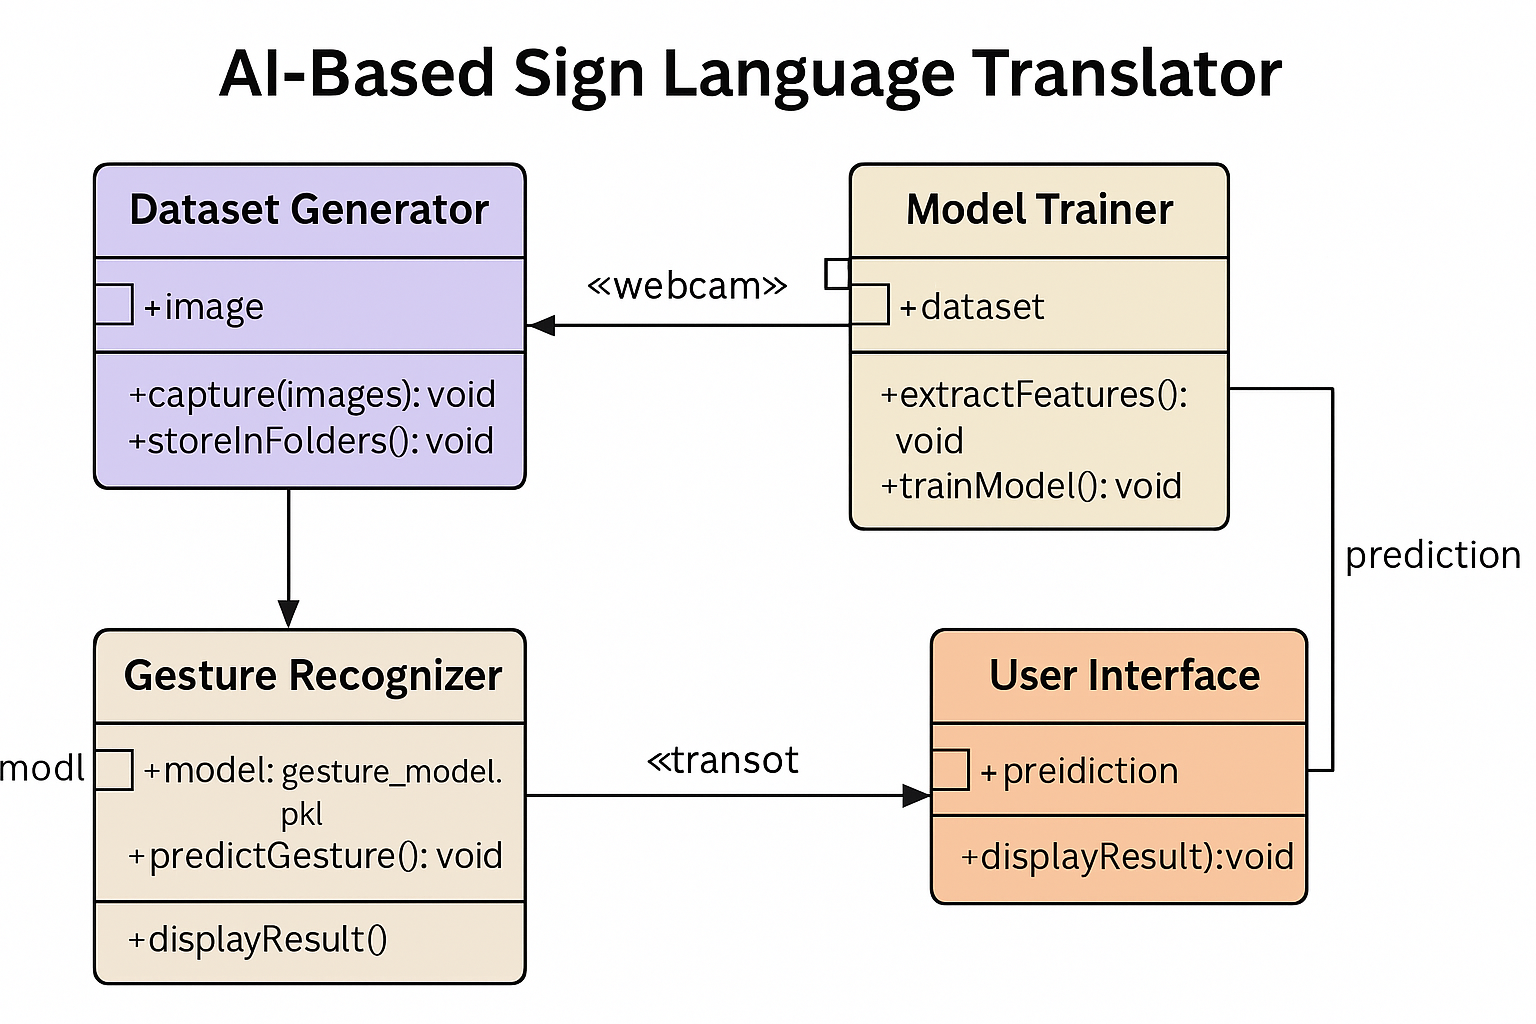 AI-Based Sign Language Translator
Dataset Generator
+image
+capture(images): void
+storeInFolders(): void
«webcam»
Model Trainer
+dataset
+extractFeatures():
void
+trainModel(): void
prediction
Gesture Recognizer
modl
+model: gesture_model.
pkl
+predictGesture(): void
+displayResult()
«transot
User Interface
+preidiction
+displayResult):void